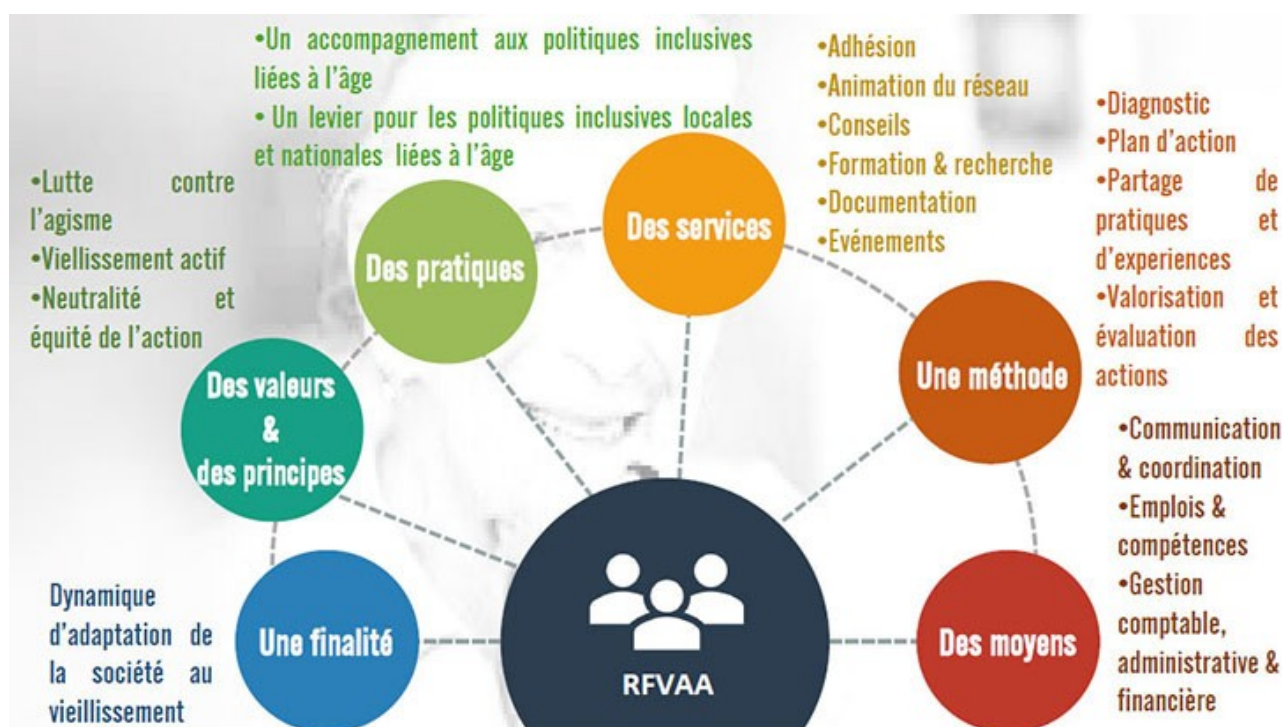 •Un accompagnement aux politiques inclusives
liées à l’âge
• Un levier pour les politiques inclusives locales
et nationales liées à l’âge
•Adhésion
•Animation du réseau
•Conseils
•Formation & recherche
•Documentation
•Evénements
•Diagnostic
•Plan d’action
•Partage de
pratiques et
d’experiences
•Valorisation et
évaluation des
actions
•Lutte contre
l’agisme
•Viellissement actif
•Neutralité et
équité de l’action
Des services
Des pratiques
Une méthode
Des valeurs
&
des principes
•Communication
& coordination
•Emplois &
compétences
•Gestion
comptable,
administrative &
financière
Dynamique
d’adaptation de
la société au
vieillissement
Une finalité
RFVAA
Des moyens